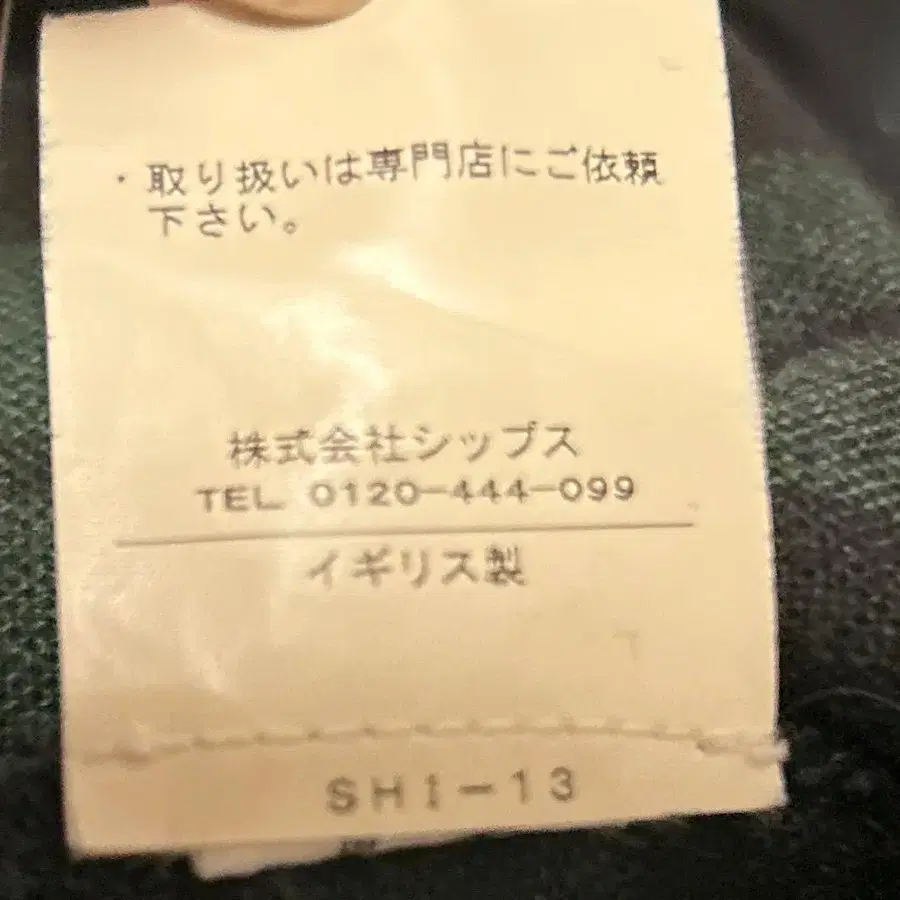 ・取り扱いは専門店にご依頼
下さい。
株式会社シップス
TEL 0120-444-099
イギリス製
SHI-13